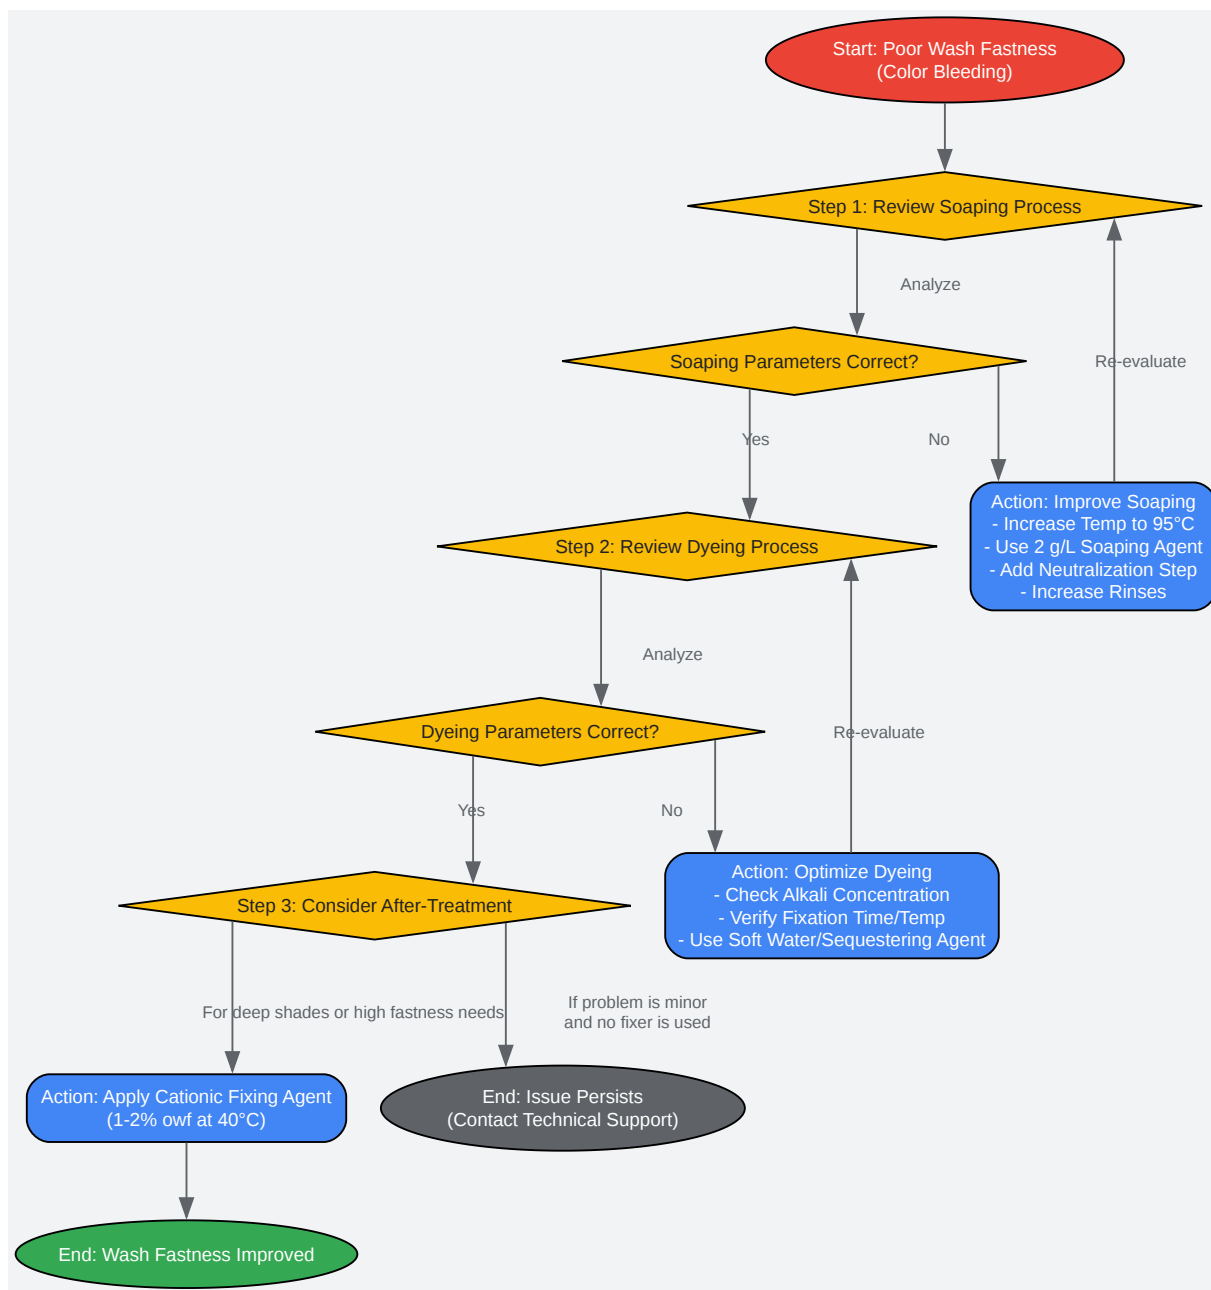 Start: Poor Wash Fastness
(Color Bleeding)
Step 1: Review Soaping Process
Analyze
Soaping Parameters Correct?
Re-evaluate
Yes
No
Action: Improve Soaping
- Increase Temp to 95°C
- Use 2 g/L Soaping Agent
- Add Neutralization Step
- Increase Rinses
Step 2: Review Dyeing Process
Analyze
Dyeing Parameters Correct?
Re-evaluate
Yes
No
Action: Optimize Dyeing
- Check Alkali Concentration
- Verify Fixation Time/Temp
- Use Soft Water/Sequestering Agent
Step 3: Consider After-Treatment
For deep shades or high fastness needs
If problem is minor
and no fixer is used
Action: Apply Cationic Fixing Agent
(1-2% owf at 40°C)
End: Issue Persists
(Contact Technical Support)
End: Wash Fastness Improved